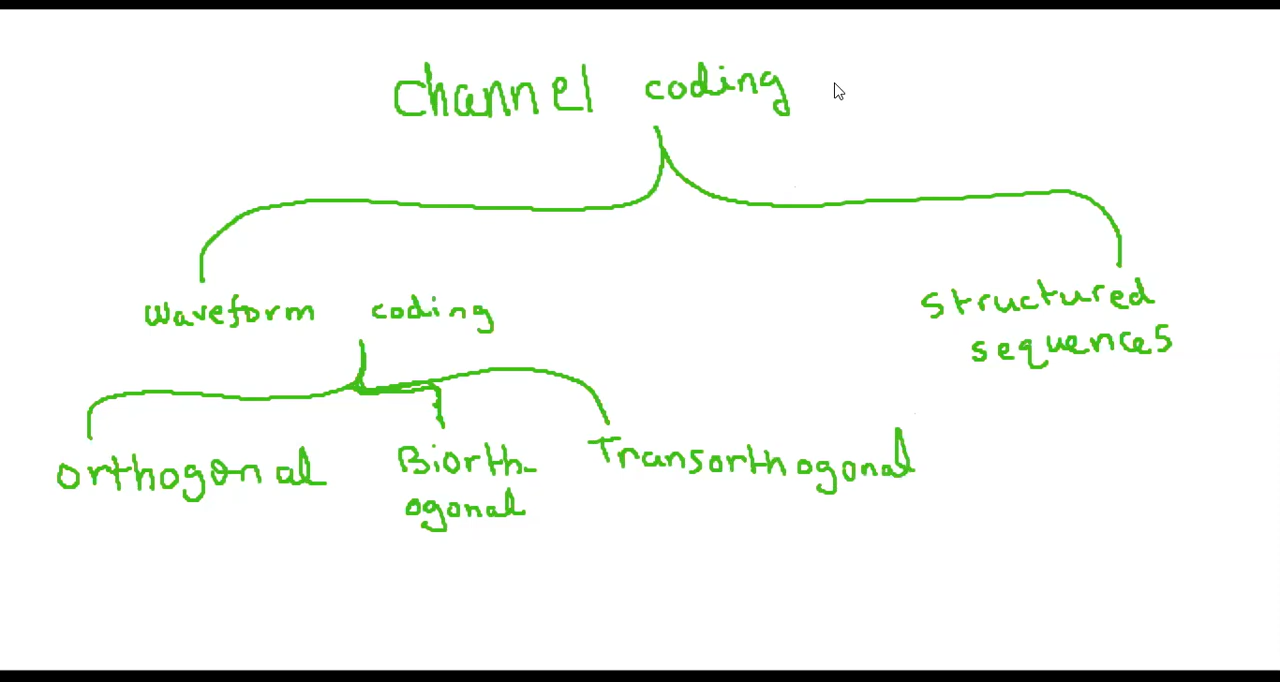 Channel coding
Waveform coding
Structured
sequences
Orthogonal
Biorth-
ogonal
Transorthogonal